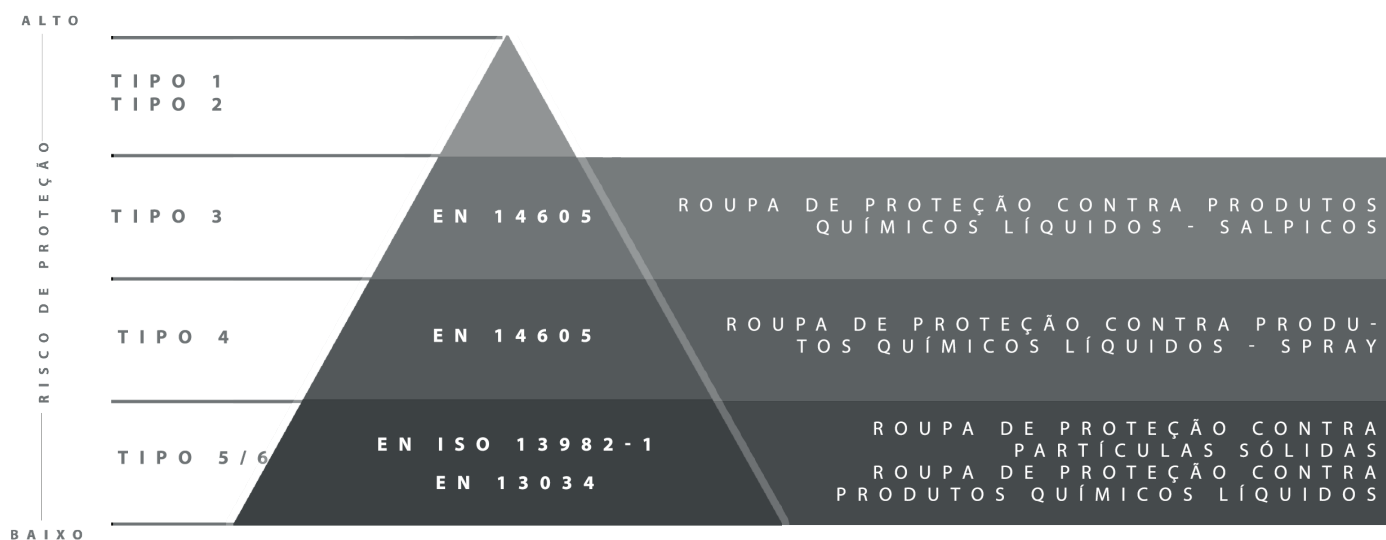 ALTO
TIPO 1
TIPO 2
RISCO DE PROTEÇÃO
TIPO 3
EN 14605
ROUPA DE PROTEÇÃO CONTRA PRODUTOS
QUÍMICOS LÍQUIDOS - SALPICOS
TIPO 4
EN 14605
ROUPA DE PROTEÇÃO CONTRA PRODU-
TOS QUÍMICOS LÍQUIDOS - SPRAY
TIPO 5/6
EN ISO 13982-1
EN 13034
ROUPA DE PROTEÇÃO CONTRA
PARTÍCULAS SÓLIDAS
ROUPA DE PROTEÇÃO CONTRA
PRODUTOS QUÍMICOS LÍQUIDOS
BAIXO